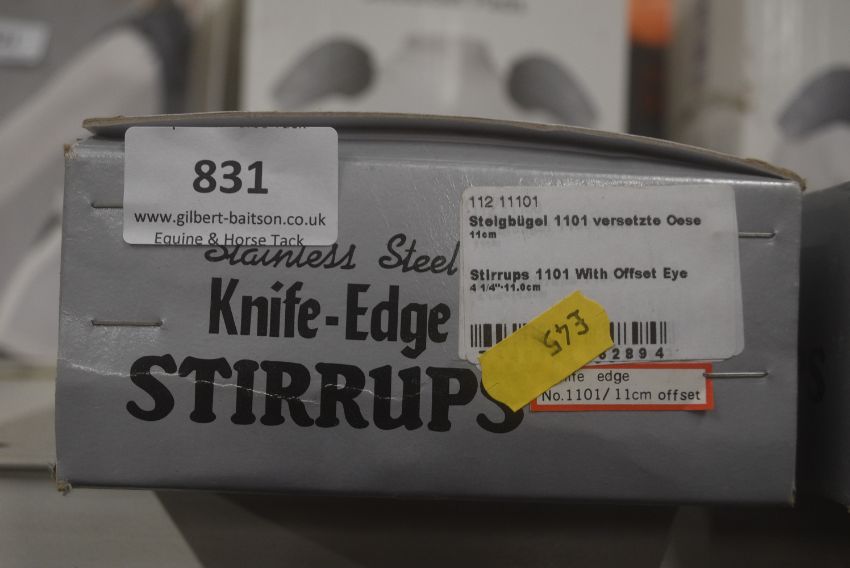 831
www.gilbert-baitson.co.uk
Equine & Horse Tack
Stainless Steel
Knife-Edge
STIRRUPS
112 11101
Steigbügel 1101 versetzte Oese
11cm
Stirrups 1101 With Offset Eye
4 1/4"-11.0cm
62894
£45
edge
No.1101/11cm offset